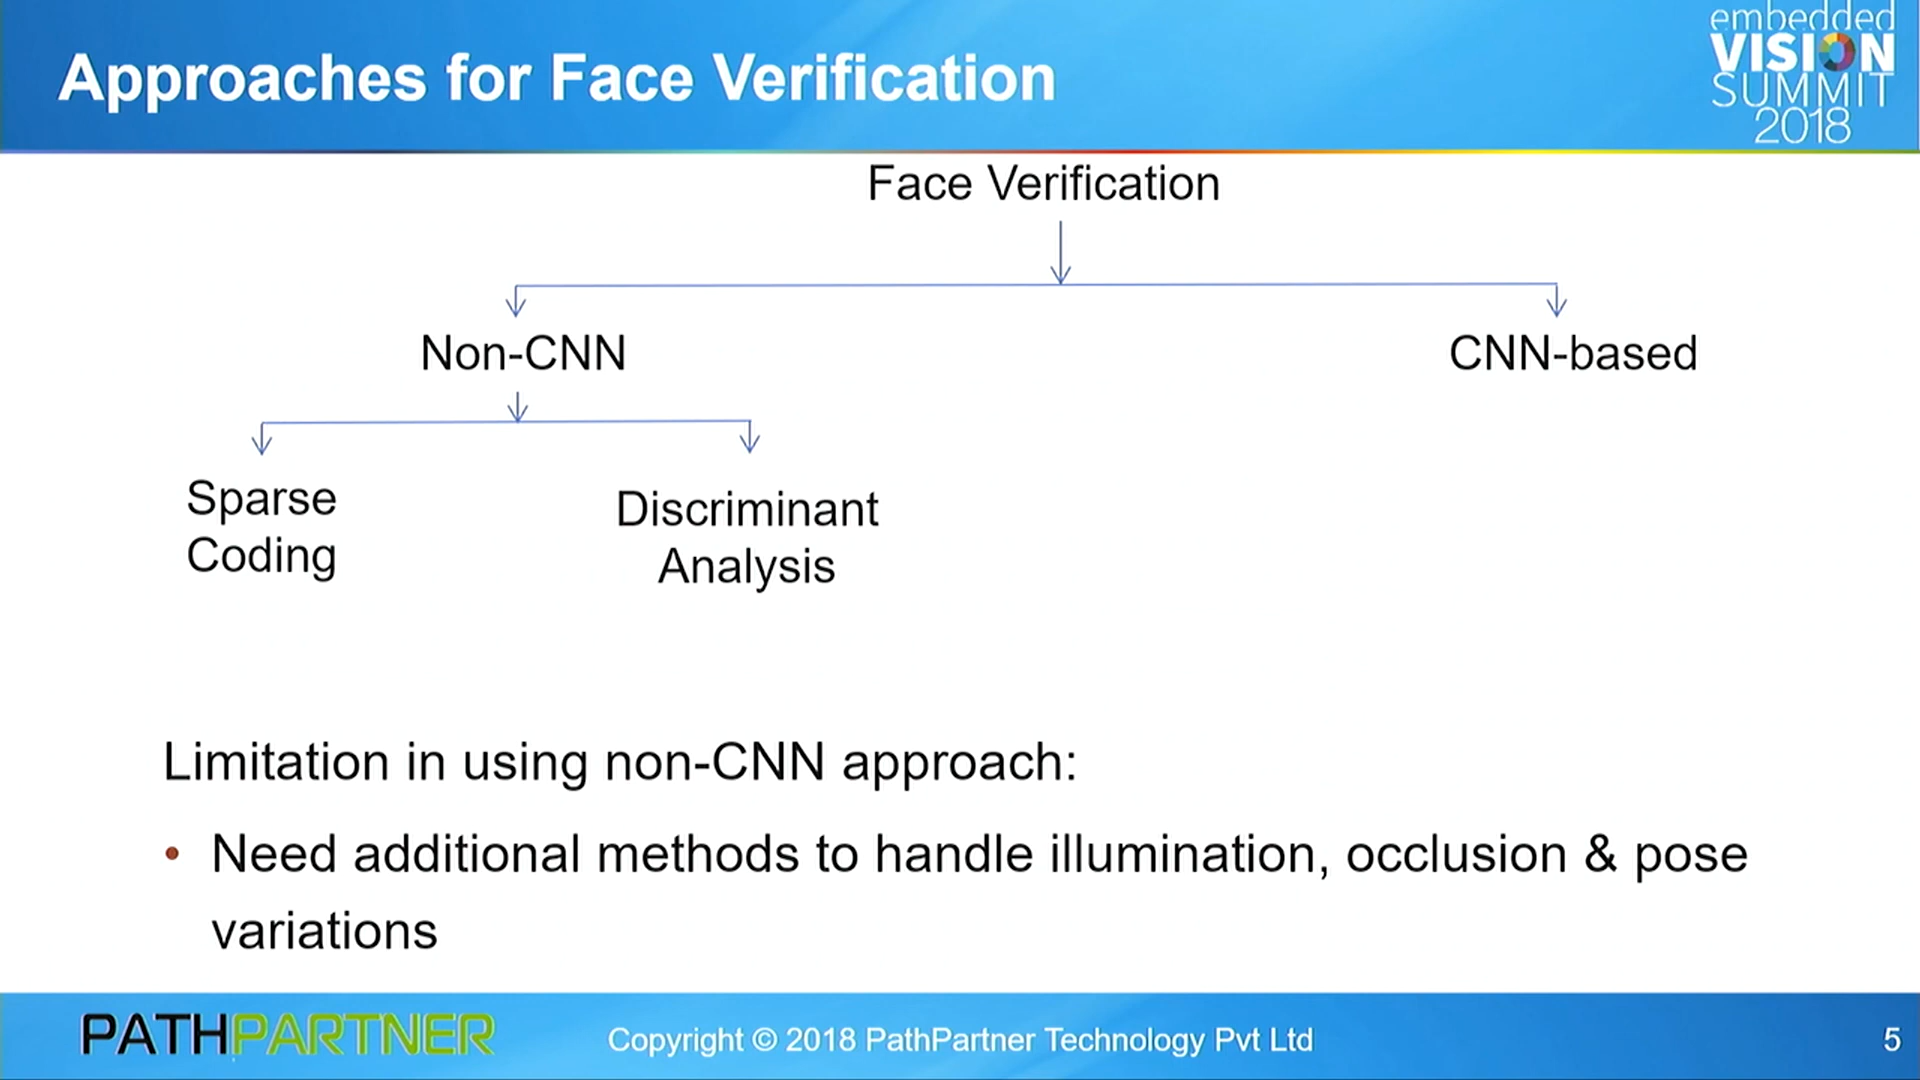 Approaches for Face Verification
embedded
VISION
SUMMIT
2018
Face Verification
Non-CNN
CNN-based
Sparse
Coding
Discriminant
Analysis
Limitation in using non-CNN approach:
• Need additional methods to handle illumination, occlusion & pose
variations
PATHPARTNER
Copyright © 2018 PathPartner Technology Pvt Ltd
5